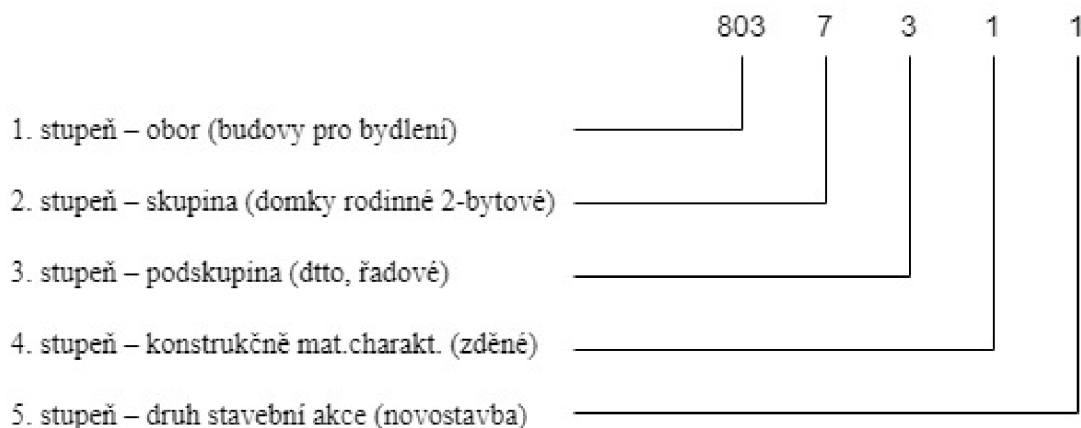 803 7 3 1 1
1. stupeň – obor (budovy pro bydlení)
2. stupeň – skupina (domky rodinné 2-bytové)
3. stupeň – podskupina (dtto, řadové)
4. stupeň – konstrukčně mat.charakt. (zděné)
5. stupeň – druh stavební akce (novostavba)